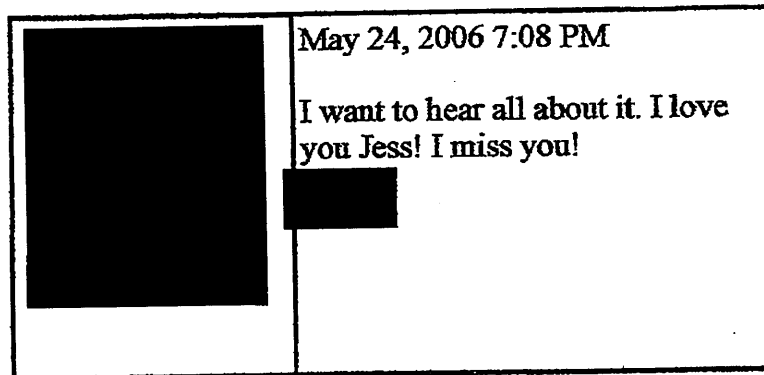 May 24, 2006 7:08 PM
I want to hear all about it. I love
you Jess! I miss you!